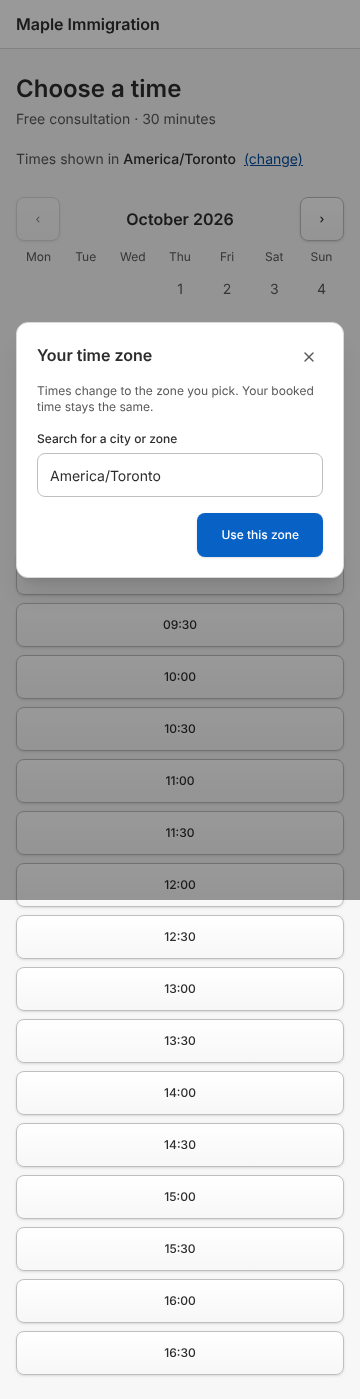 Maple Immigration
Choose a time
Free consultation · 30 minutes
Times shown in America/Toronto (change)
‹ October 2026 ›
Mon Tue Wed Thu Fri Sat Sun
1 2 3 4
Your time zone ×
Times change to the zone you pick. Your booked
time stays the same.
Search for a city or zone
America/Toronto
Use this zone
09:30
10:00
10:30
11:00
11:30
12:00
12:30
13:00
13:30
14:00
14:30
15:00
15:30
16:00
16:30